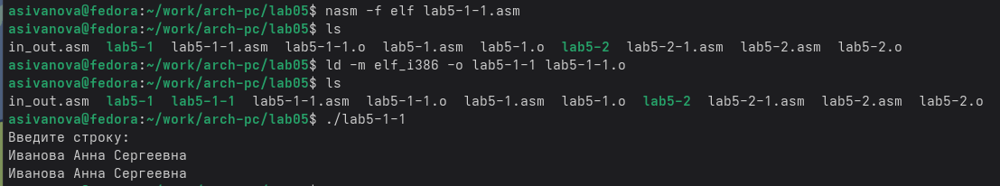 asivanova@fedora:~/work/arch-pc/lab05$ nasm -f elf lab5-1-1.asm
asivanova@fedora:~/work/arch-pc/lab05$ ls
in_out.asm  lab5-1  lab5-1-1.asm  lab5-1-1.o  lab5-1.asm  lab5-1.o  lab5-2  lab5-2-1.asm  lab5-2.asm  lab5-2.o
asivanova@fedora:~/work/arch-pc/lab05$ ld -m elf_i386 -o lab5-1-1 lab5-1-1.o
asivanova@fedora:~/work/arch-pc/lab05$ ls
in_out.asm  lab5-1  lab5-1-1  lab5-1-1.asm  lab5-1-1.o  lab5-1.asm  lab5-1.o  lab5-2  lab5-2-1.asm  lab5-2.asm  lab5-2.o
asivanova@fedora:~/work/arch-pc/lab05$ ./lab5-1-1
Введите строку:
Иванова Анна Сергеевна
Иванова Анна Сергеевна